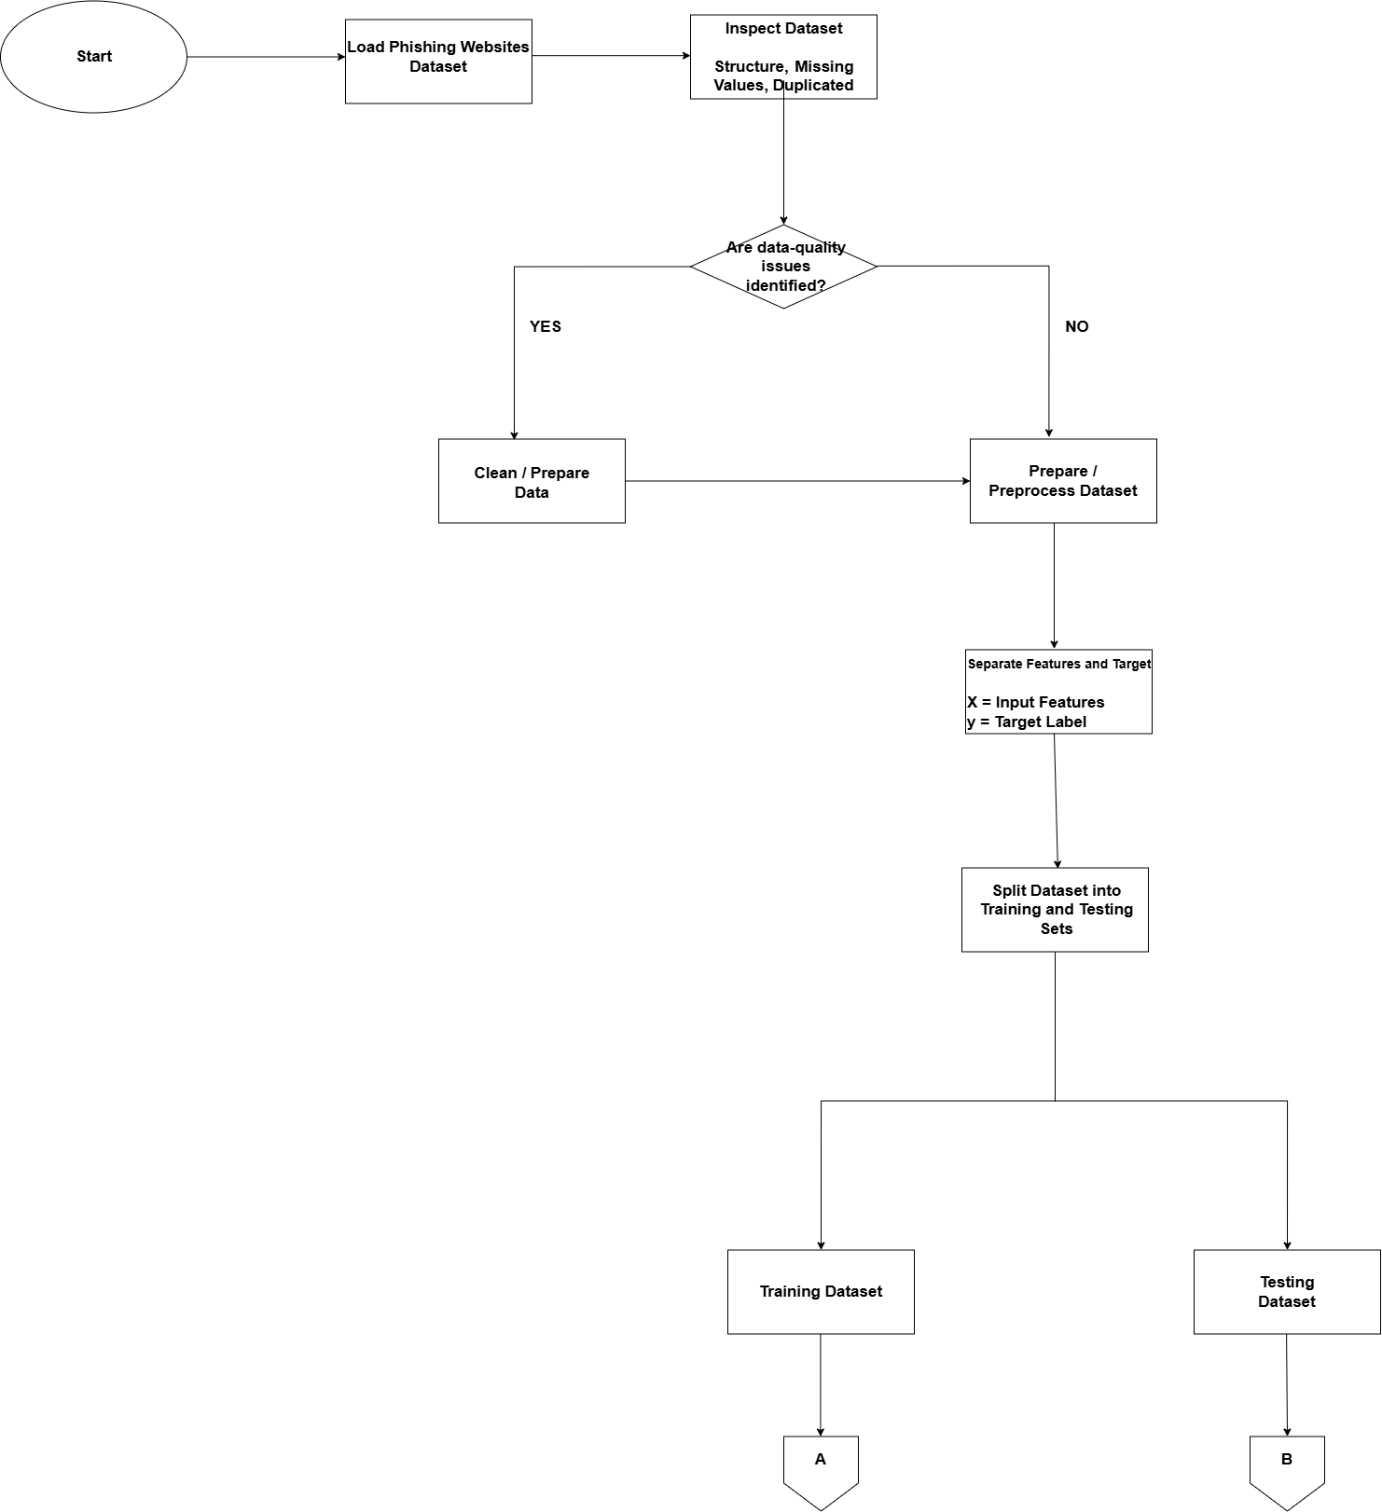 Start
Load Phishing Websites
Dataset
Inspect Dataset
Structure, Missing
Values, Duplicated
Are data-quality
issues
identified?
YES
NO
Clean / Prepare
Data
Prepare /
Preprocess Dataset
Separate Features and Target
X = Input Features
y = Target Label
Split Dataset into
Training and Testing
Sets
Training Dataset
Testing
Dataset
A
B